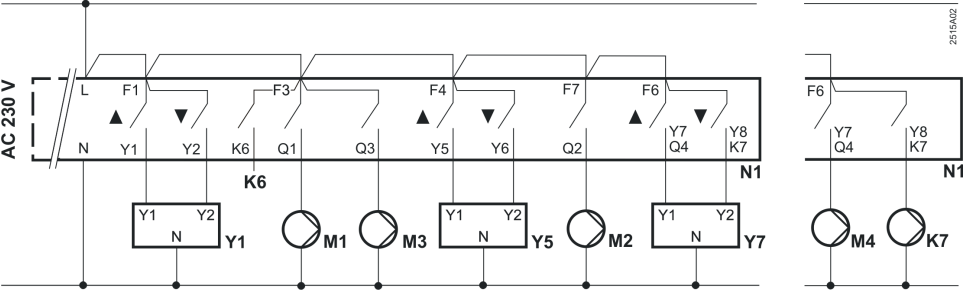 2515A02
AC 230 V
L F1 F3 F4 F7 F6 F6
Y7 Y8 Y7 Y8
N Y1 Y2 K6 Q1 Q3 Y5 Y6 Q2 Q4 K7 Q4 K7
K6 N1 N1
Y1 Y2 Y1 Y2 Y1 Y2
N Y1 M1 M3 N Y5 M2 N Y7 M4 K7